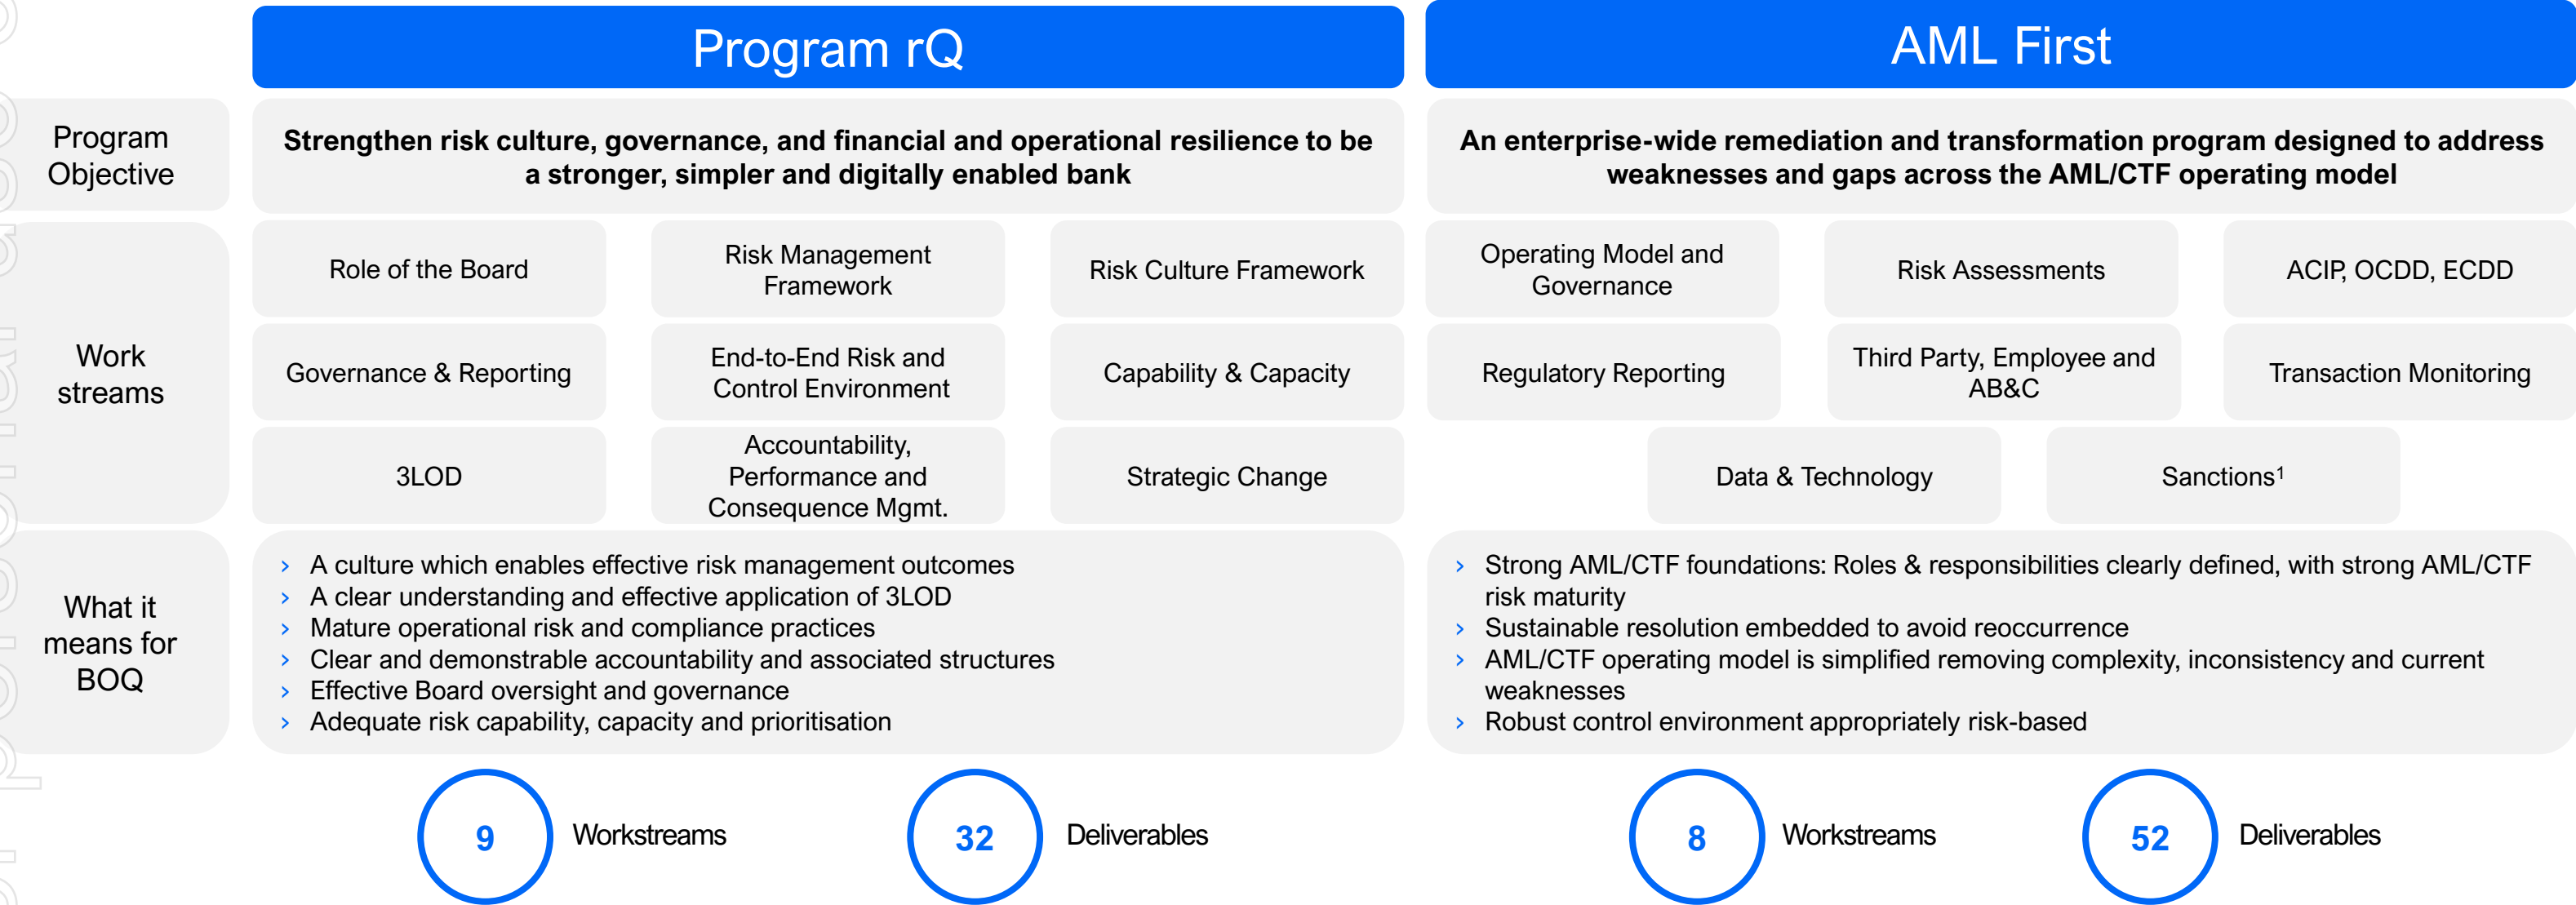 Program rQ
AML First
Program
Objective
Strengthen risk culture, governance, and financial and operational resilience to be
a stronger, simpler and digitally enabled bank
An enterprise-wide remediation and transformation program designed to address
weaknesses and gaps across the AML/CTF operating model
Work
streams
Role of the Board
Risk Management
Framework
Risk Culture Framework
Operating Model and
Governance
Risk Assessments
ACIP, OCDD, ECDD
Governance & Reporting
End-to-End Risk and
Control Environment
Capability & Capacity
Regulatory Reporting
Third Party, Employee and
AB&C
Transaction Monitoring
3LOD
Accountability,
Performance and
Consequence Mgmt.
Strategic Change
Data & Technology
Sanctions¹
What it
means for
BOQ
› A culture which enables effective risk management outcomes
› A clear understanding and effective application of 3LOD
› Mature operational risk and compliance practices
› Clear and demonstrable accountability and associated structures
› Effective Board oversight and governance
› Adequate risk capability, capacity and prioritisation
› Strong AML/CTF foundations: Roles & responsibilities clearly defined, with strong AML/CTF
risk maturity
› Sustainable resolution embedded to avoid reoccurrence
› AML/CTF operating model is simplified removing complexity, inconsistency and current
weaknesses
› Robust control environment appropriately risk-based
9 Workstreams
32 Deliverables
8 Workstreams
52 Deliverables